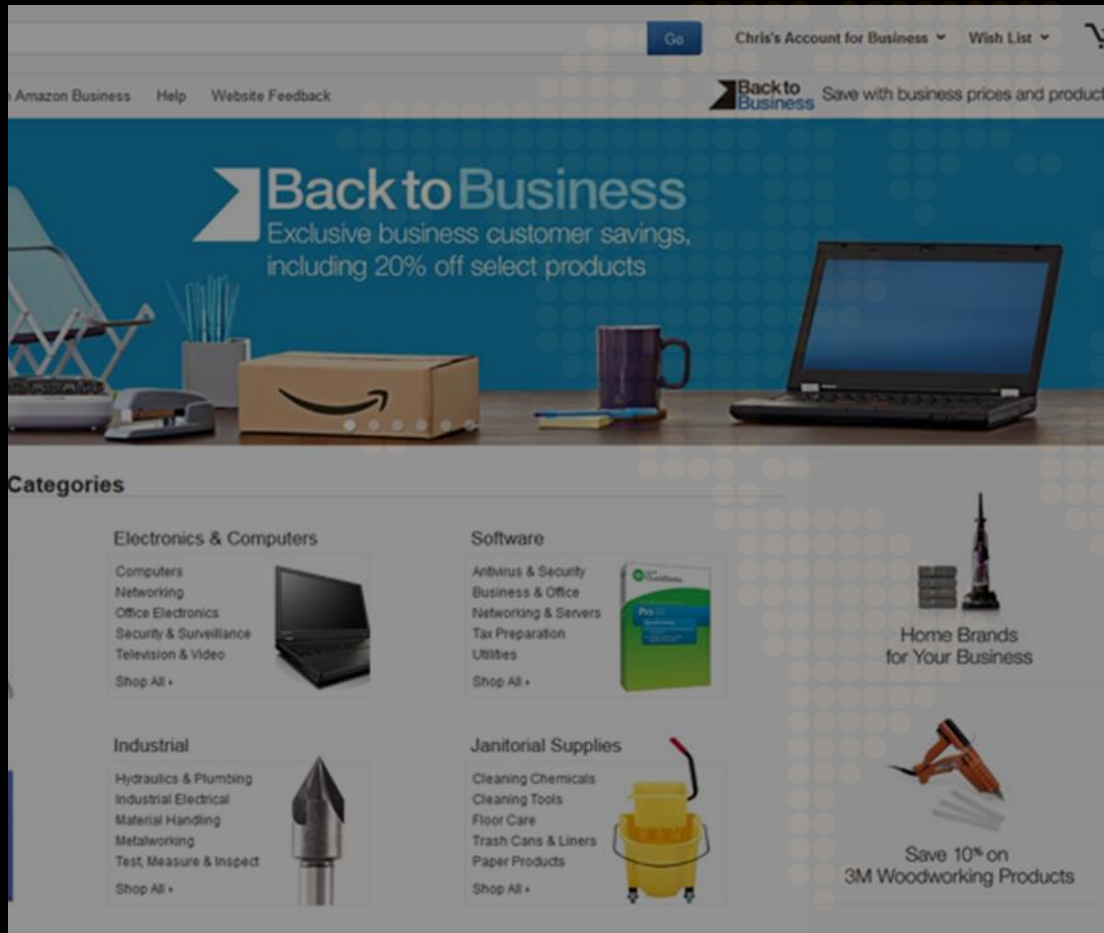 Go
Chris's Account for Business
Wish List
Amazon Business
Help
Website Feedback
Back to
Business
Save with business prices and product
Back to Business
Exclusive business customer savings,
including 20% off select products
Categories
Electronics & Computers
Computers
Networking
Office Electronics
Security & Surveillance
Television & Video
Shop All
Software
Antivirus & Security
Business & Office
Networking & Servers
Tax Preparation
Utilities
Shop All
QuickBooks
Pro
Home Brands
for Your Business
Industrial
Hydraulics & Plumbing
Industrial Electrical
Material Handling
Metalworking
Test, Measure & Inspect
Shop All
Janitorial Supplies
Cleaning Chemicals
Cleaning Tools
Floor Care
Trash Cans & Liners
Paper Products
Shop All
Save 10% on
3M Woodworking Products